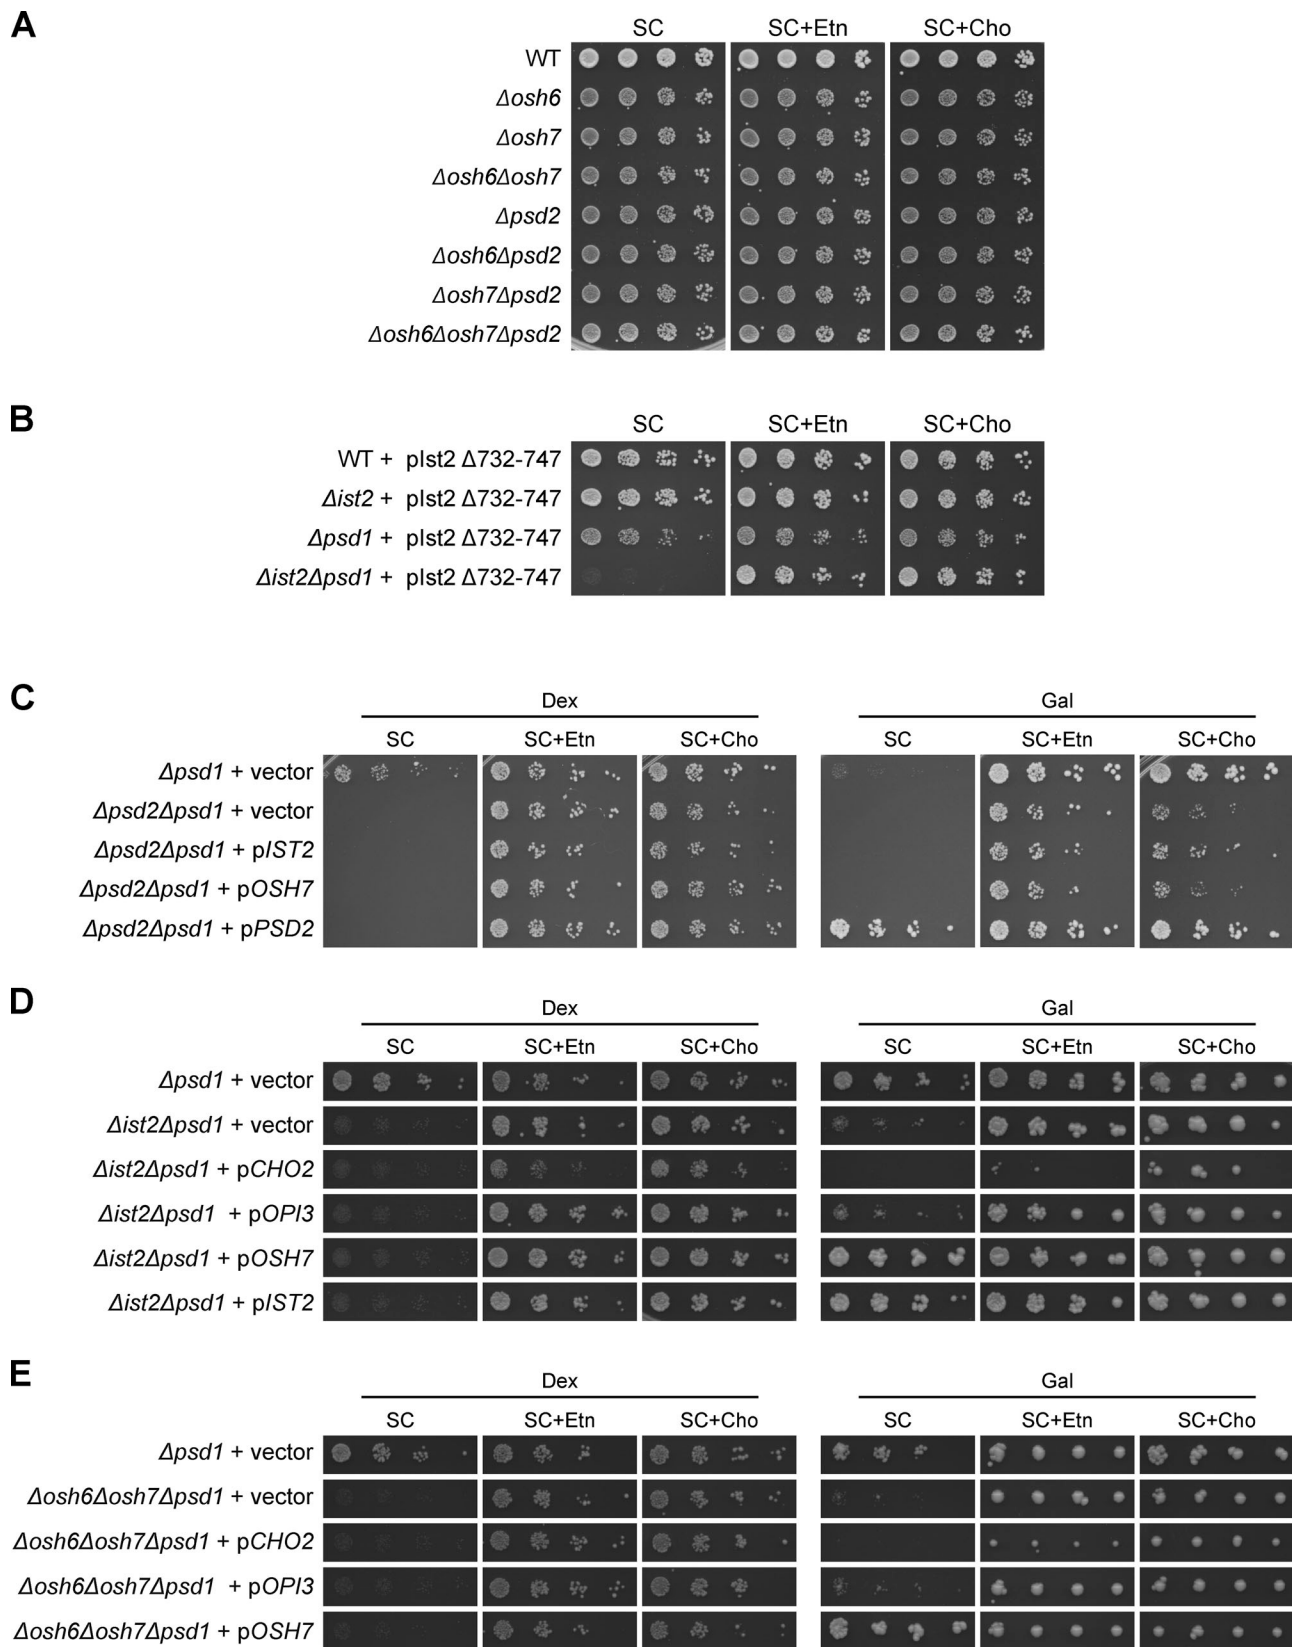 A
SC SC+Etn SC+Cho
WT
Δosh6
Δosh7
Δosh6Δosh7
Δpsd2
Δosh6Δpsd2
Δosh7Δpsd2
Δosh6Δosh7Δpsd2
B
SC SC+Etn SC+Cho
WT + pIst2 Δ732-747
Δist2 + pIst2 Δ732-747
Δpsd1 + pIst2 Δ732-747
Δist2Δpsd1 + pIst2 Δ732-747
C
Dex Gal
SC SC+Etn SC+Cho SC SC+Etn SC+Cho
Δpsd1 + vector
Δpsd2Δpsd1 + vector
Δpsd2Δpsd1 + pIST2
Δpsd2Δpsd1 + pOSH7
Δpsd2Δpsd1 + pPSD2
D
Dex Gal
SC SC+Etn SC+Cho SC SC+Etn SC+Cho
Δpsd1 + vector
Δist2Δpsd1 + vector
Δist2Δpsd1 + pCHO2
Δist2Δpsd1 + pOPI3
Δist2Δpsd1 + pOSH7
Δist2Δpsd1 + pIST2
E
Dex Gal
SC SC+Etn SC+Cho SC SC+Etn SC+Cho
Δpsd1 + vector
Δosh6Δosh7Δpsd1 + vector
Δosh6Δosh7Δpsd1 + pCHO2
Δosh6Δosh7Δpsd1 + pOPI3
Δosh6Δosh7Δpsd1 + pOSH7